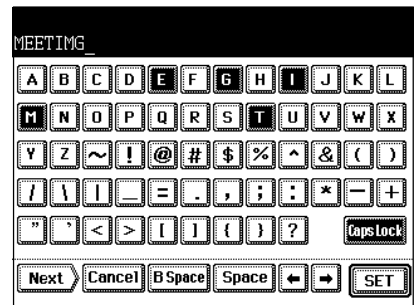 MEETIMG_
A B C D E F G H I J K L
M N O P Q R S T U V W X
Y Z ~ ! @ # $ % ^ & ( )
/ \ | _ = . , ; : * — +
" ' < > [ ] { } ? Caps Lock
Next Cancel B Space Space ← → SET